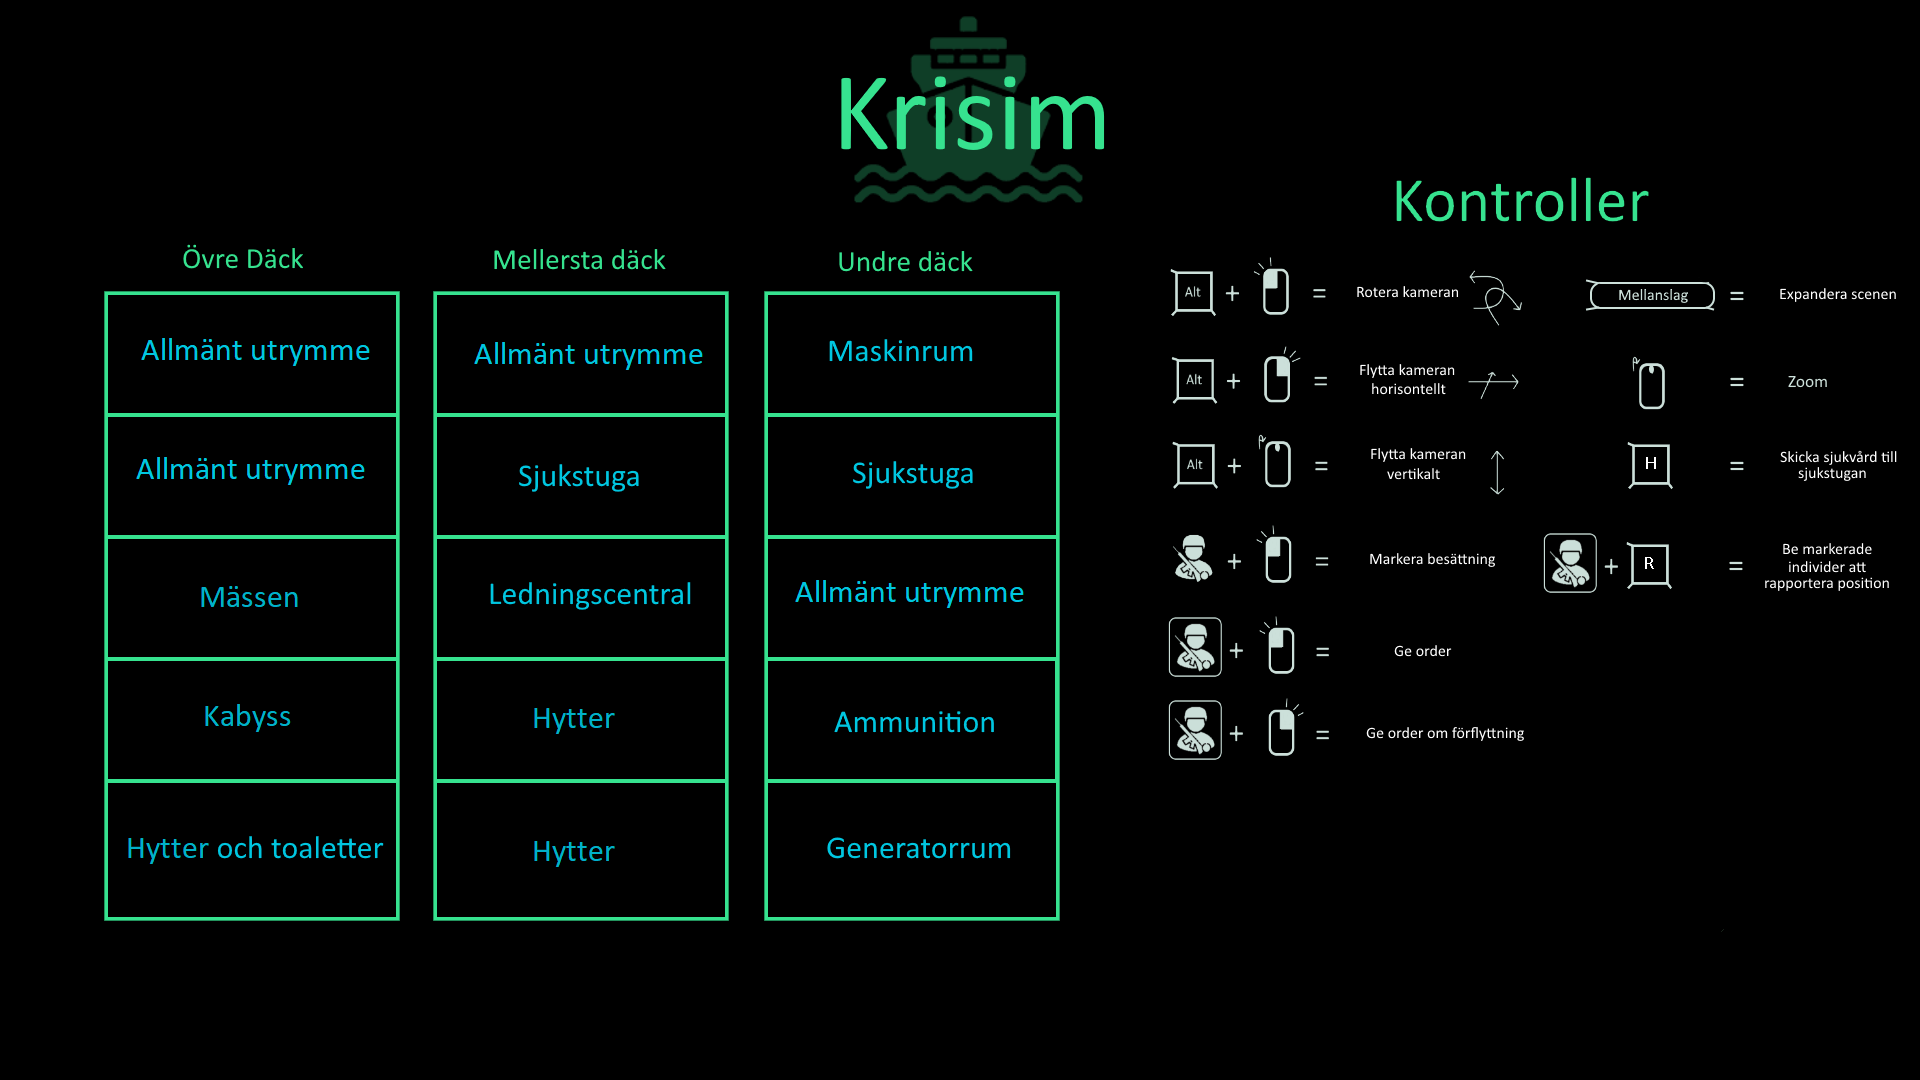 Krisim
Övre Däck
Allmänt utrymme
Allmänt utrymme
Mässen
Kabyss
Hytter och toaletter
Mellersta däck
Allmänt utrymme
Sjukstuga
Ledningscentral
Hytter
Hytter
Undre däck
Maskinrum
Sjukstuga
Allmänt utrymme
Ammunition
Generatorrum
Kontroller
Alt + = Rotera kameran
Alt + = Flytta kameran
horisontellt
Alt + = Flytta kameran
vertikalt
+ = Markera besättning
+ = Ge order
+ = Ge order om förflyttning
Mellanslag = Expandera scenen
= Zoom
H = Skicka sjukvård till
sjukstugan
+ R = Be markerade
individer att
rapportera position